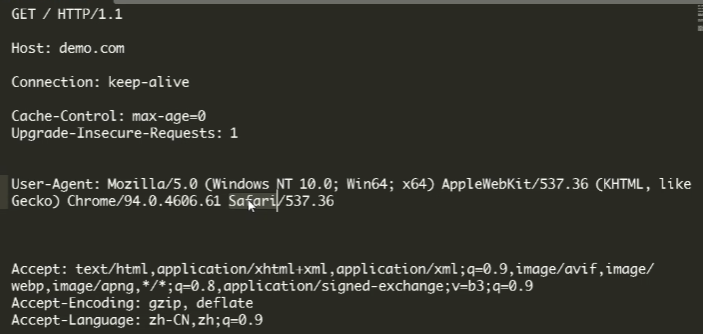 GET / HTTP/1.1
Host: demo.com
Connection: keep-alive
Cache-Control: max-age=0
Upgrade-Insecure-Requests: 1
User-Agent: Mozilla/5.0 (Windows NT 10.0; Win64; x64) AppleWebKit/537.36 (KHTML, like
Gecko) Chrome/94.0.4606.61 Safari/537.36
Accept: text/html,application/xhtml+xml,application/xml;q=0.9,image/avif,image/
webp,image/apng,*/*;q=0.8,application/signed-exchange;v=b3;q=0.9
Accept-Encoding: gzip, deflate
Accept-Language: zh-CN,zh;q=0.9